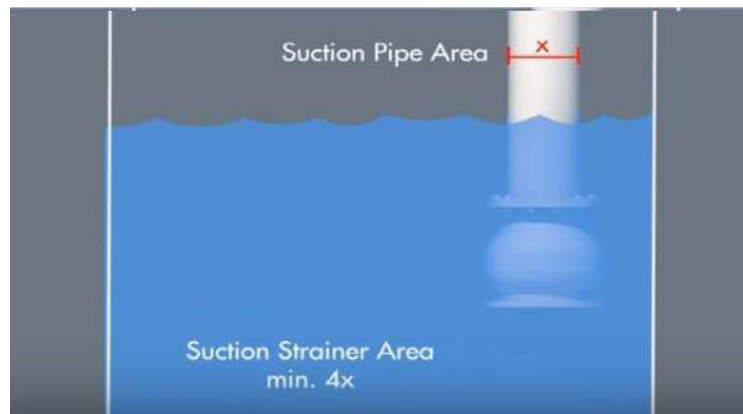 Suction Pipe Area
x
Suction Strainer Area
min. 4x